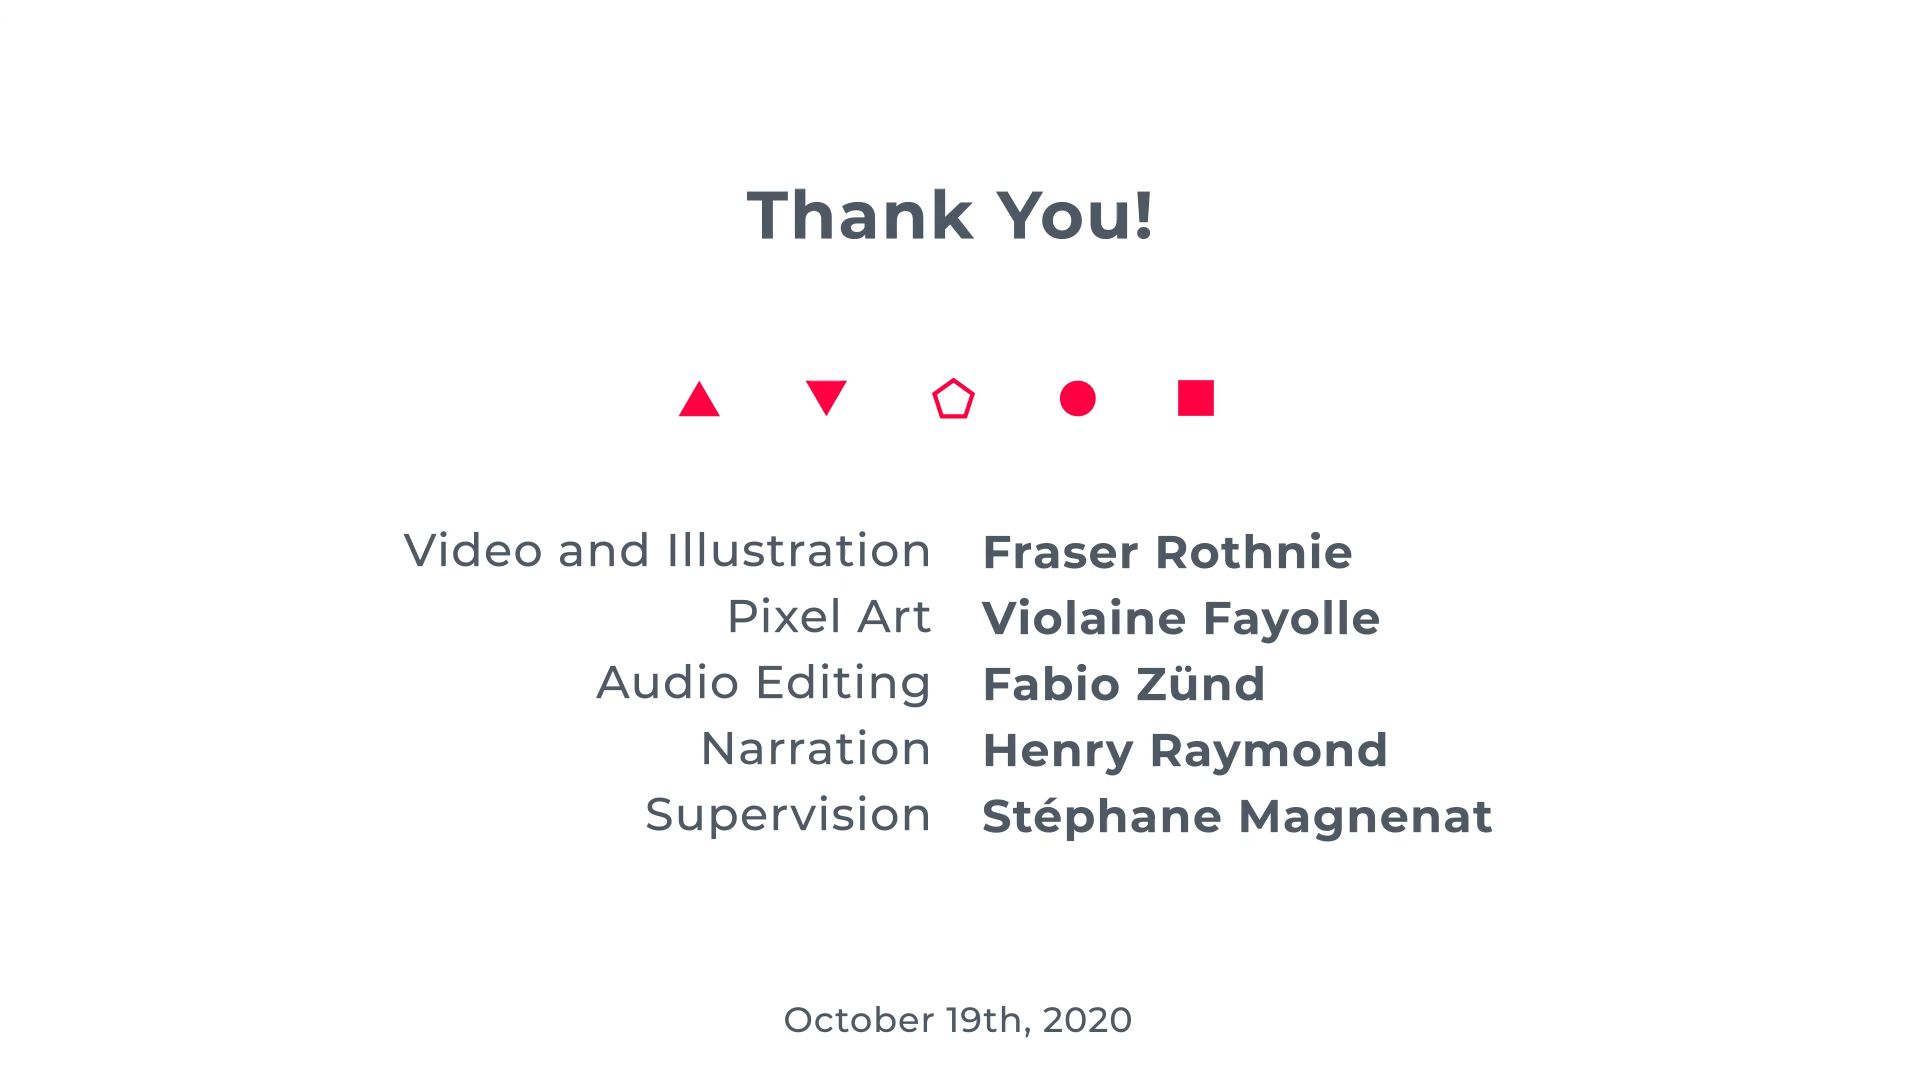 Thank You!
Video and Illustration Fraser Rothnie
Pixel Art Violaine Fayolle
Audio Editing Fabio Zünd
Narration Henry Raymond
Supervision Stéphane Magnenat
October 19th, 2020